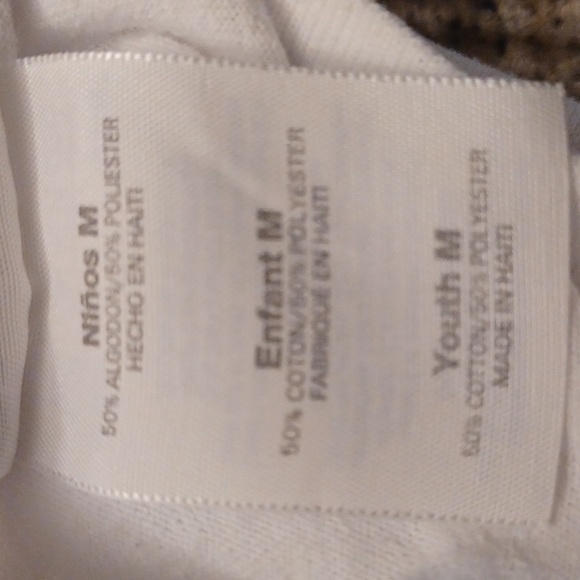 Niños M
50% ALGODON/50% POLIESTER
HECHO EN HAITI
Enfant M
50% COTON/50% POLYESTER
FABRIQUÉ EN HAITI
Youth M
50% COTTON/50% POLYESTER
MADE IN HAITI